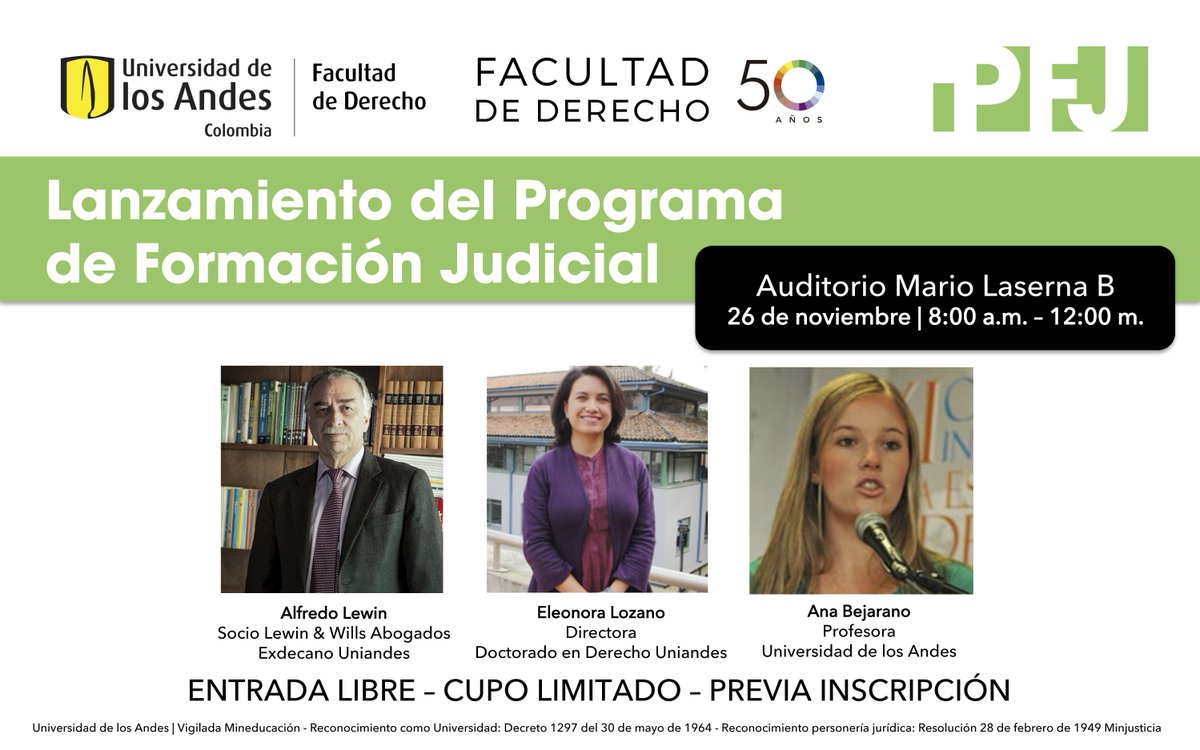 Universidad de
los Andes
Colombia
Facultad
de Derecho
FACULTAD
DE DERECHO
50
AÑOS
PFJ
Lanzamiento del Programa
de Formación Judicial
Auditorio Mario Laserna B
26 de noviembre | 8:00 a.m. – 12:00 m.
Alfredo Lewin
Socio Lewin & Wills Abogados
Exdecano Uniandes
Eleonora Lozano
Directora
Doctorado en Derecho Uniandes
Ana Bejarano
Profesora
Universidad de los Andes
ENTRADA LIBRE – CUPO LIMITADO – PREVIA INSCRIPCIÓN
Universidad de los Andes | Vigilada Mineducación - Reconocimiento como Universidad: Decreto 1297 del 30 de mayo de 1964 - Reconocimiento personería jurídica: Resolución 28 de febrero de 1949 Minjusticia